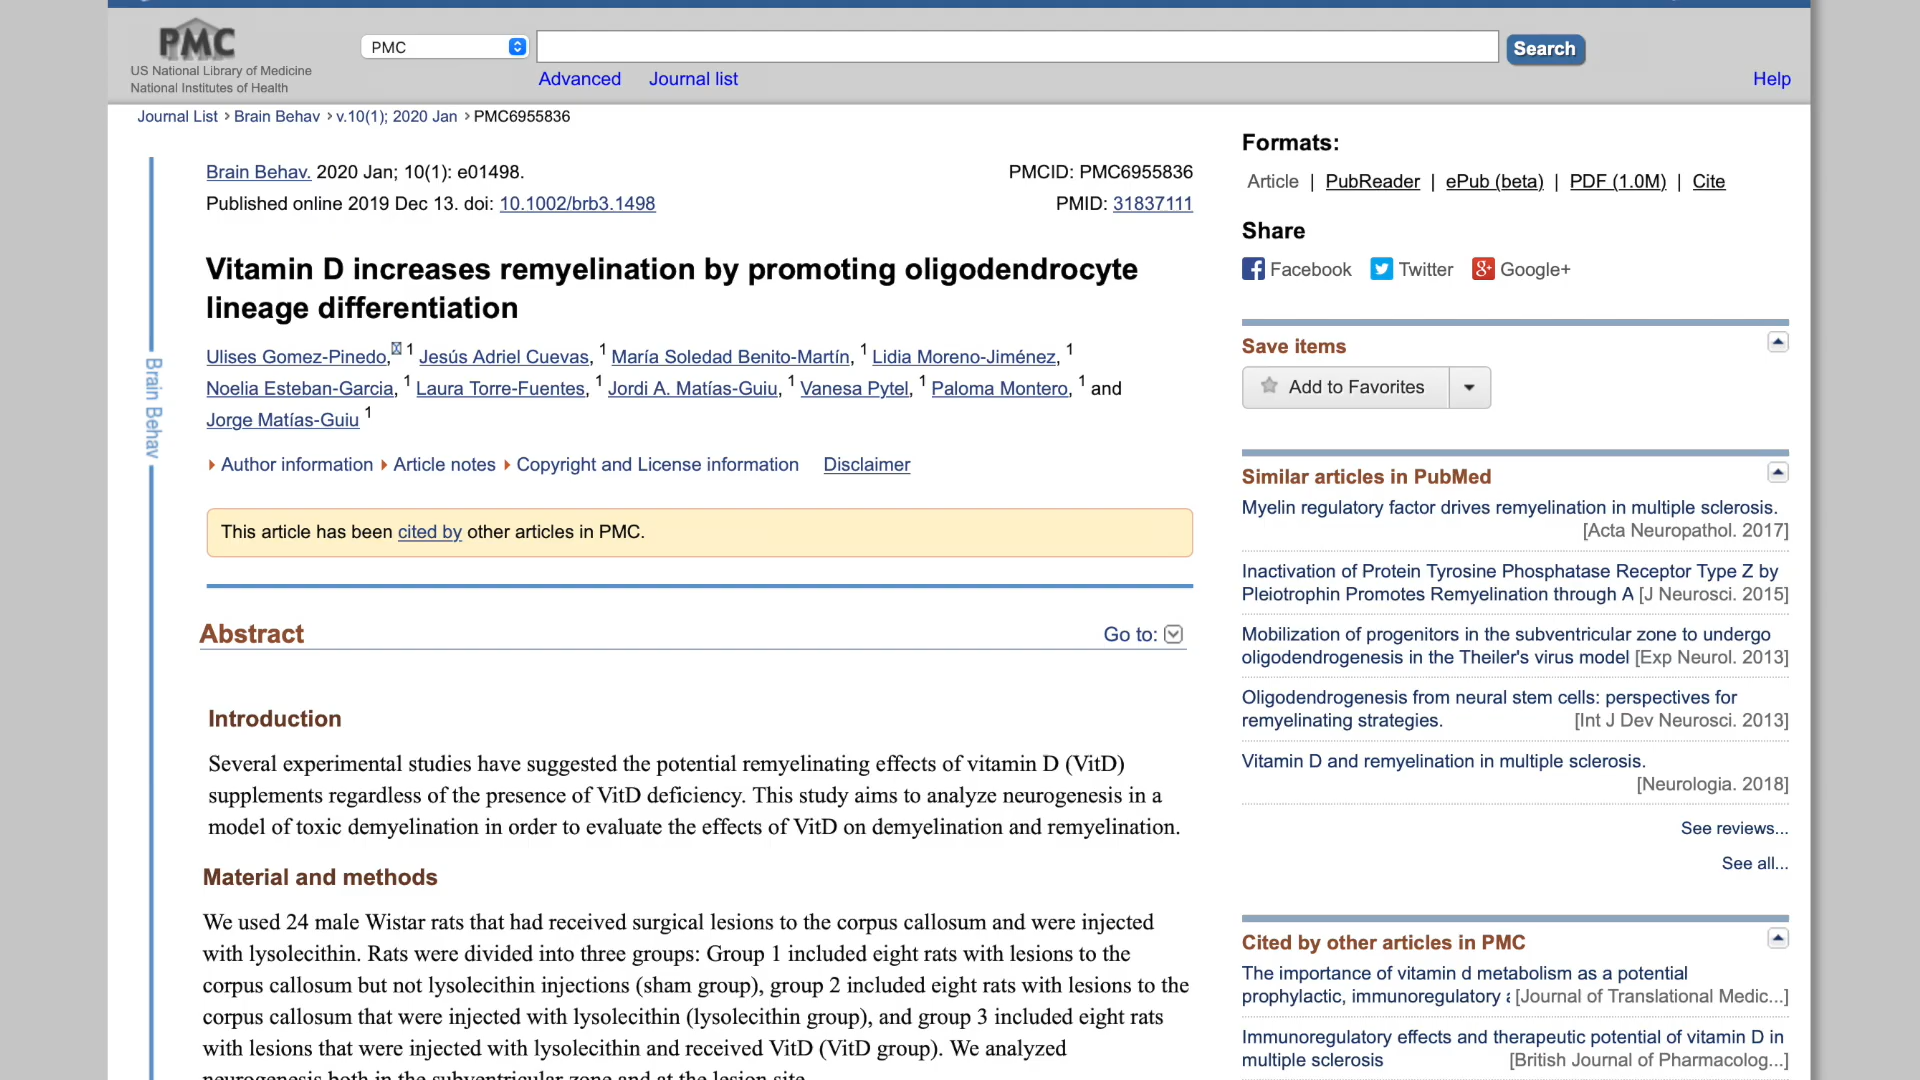 PMC
US National Library of Medicine
National Institutes of Health
PMC
Search
Advanced Journal list
Help
Journal List > Brain Behav > v.10(1); 2020 Jan > PMC6955836
Brain Behav
Brain Behav. 2020 Jan; 10(1): e01498.
PMCID: PMC6955836
Published online 2019 Dec 13. doi: 10.1002/brb3.1498
PMID: 31837111
Vitamin D increases remyelination by promoting oligodendrocyte
lineage differentiation
Ulises Gomez-Pinedo, 1 Jesús Adriel Cuevas, 1 María Soledad Benito-Martín, 1 Lidia Moreno-Jiménez, 1
Noelia Esteban-Garcia, 1 Laura Torre-Fuentes, 1 Jordi A. Matías-Guiu, 1 Vanesa Pytel, 1 Paloma Montero, 1 and
Jorge Matías-Guiu 1
Author information Article notes Copyright and License information Disclaimer
This article has been cited by other articles in PMC.
Abstract
Go to:
Introduction
Several experimental studies have suggested the potential remyelinating effects of vitamin D (VitD)
supplements regardless of the presence of VitD deficiency. This study aims to analyze neurogenesis in a
model of toxic demyelination in order to evaluate the effects of VitD on demyelination and remyelination.
Material and methods
We used 24 male Wistar rats that had received surgical lesions to the corpus callosum and were injected
with lysolecithin. Rats were divided into three groups: Group 1 included eight rats with lesions to the
corpus callosum but not lysolecithin injections (sham group), group 2 included eight rats with lesions to the
corpus callosum that were injected with lysolecithin (lysolecithin group), and group 3 included eight rats
with lesions that were injected with lysolecithin and received VitD (VitD group). We analyzed
neurogenesis both in the subventricular zone and at the lesion site.
Formats:
Article | PubReader | ePub (beta) | PDF (1.0M) | Cite
Share
Facebook Twitter Google+
Save items
Add to Favorites
Similar articles in PubMed
Myelin regulatory factor drives remyelination in multiple sclerosis.
[Acta Neuropathol. 2017]
Inactivation of Protein Tyrosine Phosphatase Receptor Type Z by
Pleiotrophin Promotes Remyelination through A [J Neurosci. 2015]
Mobilization of progenitors in the subventricular zone to undergo
oligodendrogenesis in the Theiler's virus model [Exp Neurol. 2013]
Oligodendrogenesis from neural stem cells: perspectives for
remyelinating strategies. [Int J Dev Neurosci. 2013]
Vitamin D and remyelination in multiple sclerosis.
[Neurologia. 2018]
See reviews...
See all...
Cited by other articles in PMC
The importance of vitamin d metabolism as a potential
prophylactic, immunoregulatory [Journal of Translational Medic...]
Immunoregulatory effects and therapeutic potential of vitamin D in
multiple sclerosis [British Journal of Pharmacolog...]